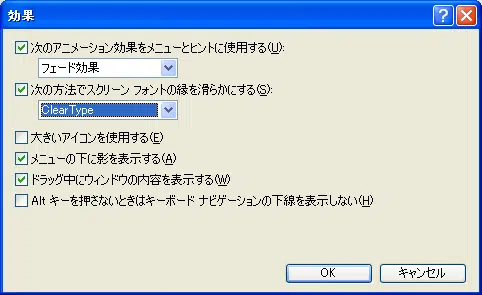 効果
次のアニメーション効果をメニューとヒントに使用する(U):
フェード効果
次の方法でスクリーン フォントの縁を滑らかにする(S):
ClearType
大きいアイコンを使用する(E)
メニューの下に影を表示する(A)
ドラッグ中にウィンドウの内容を表示する(W)
Alt キーを押さないときはキーボード ナビゲーションの下線を表示しない(H)
OK キャンセル